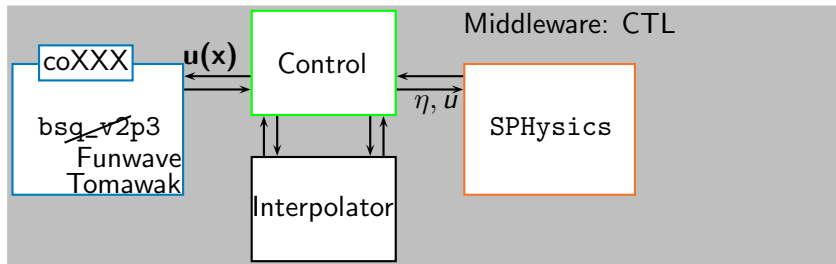 Middleware: CTL
coXXX
u(x)
Control
η, u
bsq_v2p3
Funwave
Tomawak
SPHysics
Interpolator